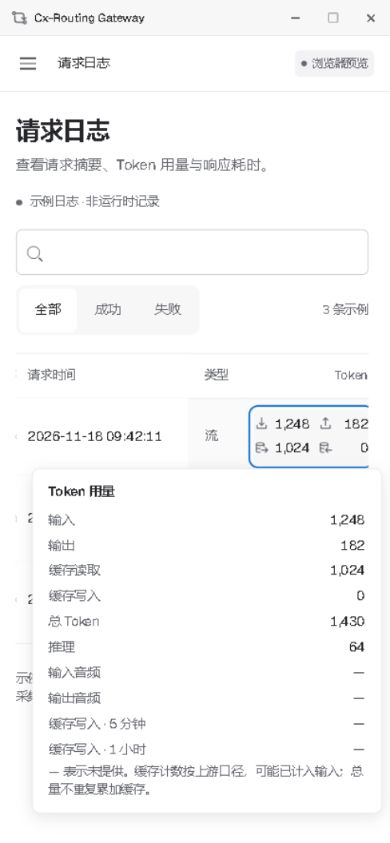 Cx-Routing Gateway
请求日志
浏览器预览
请求日志
查看请求摘要、Token 用量与响应耗时。
示例日志 · 非运行时记录
全部 成功 失败 3 条示例
请求时间 类型 Token
2026-11-18 09:42:11 流 1,248 182
1,024 0
Token 用量
输入 1,248
输出 182
缓存读取 1,024
缓存写入 0
总 Token 1,430
推理 64
输入音频 —
输出音频 —
缓存写入 · 5 分钟 —
缓存写入 · 1 小时 —
— 表示未提供。缓存计数按上游口径，可能已计入输入；总
量不重复累加缓存。